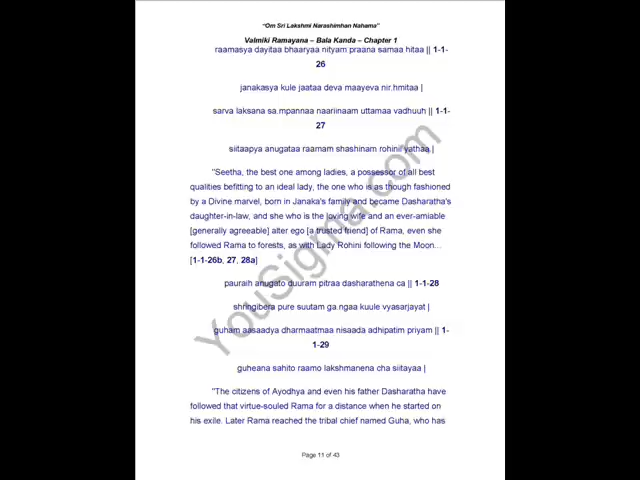 “Om Sri Lakshmi Narashimhan Nahama”
Valmiki Ramayana – Bala Kanda – Chapter 1
raamasya dayitaa bhaaryaa nityam praana samaa hitaa || 1-1-
26
janakasya kule jaataa deva maayeva nir.hmitaa |
sarva laksana sa.mpannaa naariinaam uttamaa vadhuuh || 1-1-
27
siitaapya anugataa raamam shashinam rohinii yathaa |
"Seetha, the best one among ladies, a possessor of all best
qualities befitting to an ideal lady, the one who is as though fashioned
by a Divine marvel, born in Janaka's family and became Dasharatha's
daughter-in-law, and she who is the loving wife and an ever-amiable
[generally agreeable] alter ego [a trusted friend] of Rama, even she
followed Rama to forests, as with Lady Rohini following the Moon...
[1-1-26b, 27, 28a]
pauraih anugato duuram pitraa dasharathena ca || 1-1-28
shringibera pure suutam ga.ngaa kuule vyasarjayat |
guham aasaadya dharmaatmaa nisaada adhipatim priyam || 1-
1-29
guheana sahito raamo lakshmanena cha siitayaa |
"The citizens of Ayodhya and even his father Dasharatha have
followed that virtue-souled Rama for a distance when he started on
his exile. Later Rama reached the tribal chief named Guha, who has
Page 11 of 43
YouSigma.com